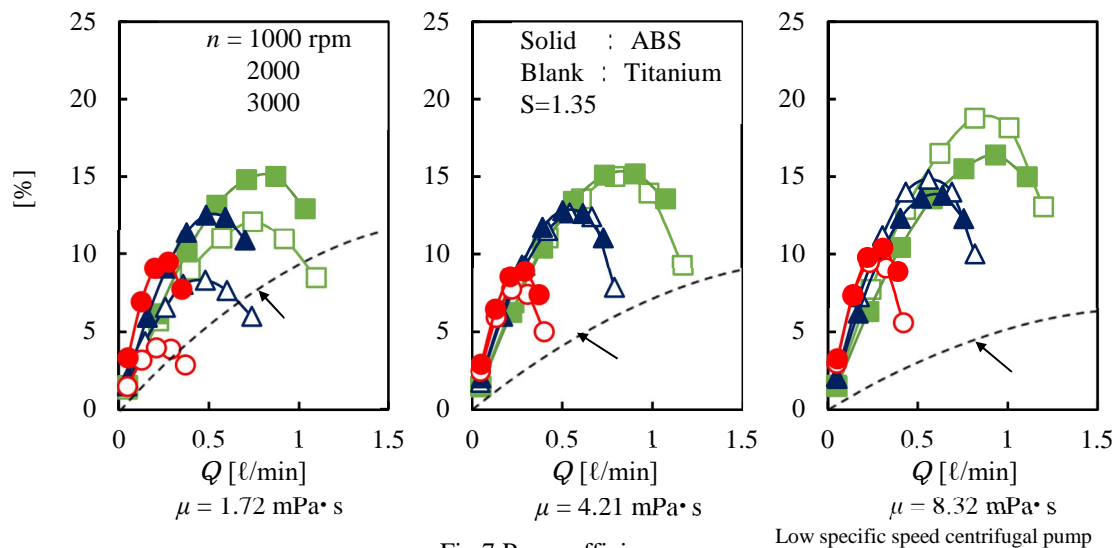 25
20
15
10
5
0
[%]
n = 1000 rpm
2000
3000
0 0.5 1 1.5
Q [ℓ/min]
μ = 1.72 mPa• s
25
20
15
10
5
0
Solid : ABS
Blank : Titanium
S=1.35
0 0.5 1 1.5
Q [ℓ/min]
μ = 4.21 mPa• s
25
20
15
10
5
0
0 0.5 1 1.5
Q [ℓ/min]
μ = 8.32 mPa• s
Low specific speed centrifugal pump